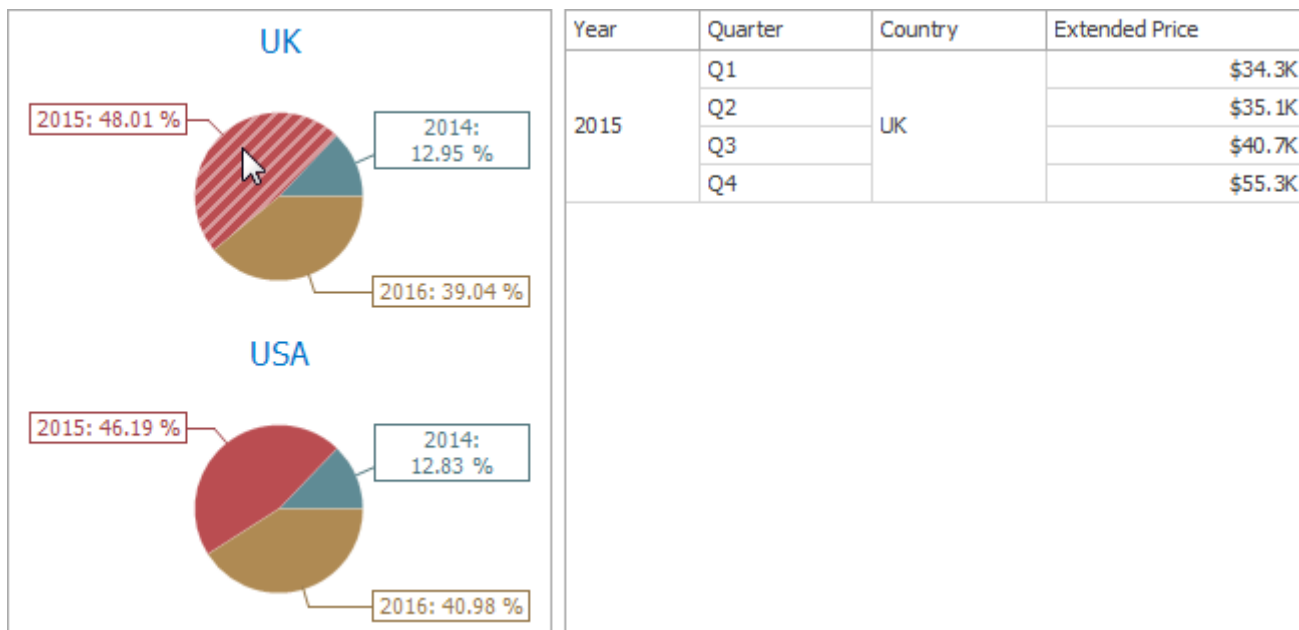 UK
2015: 48.01 %
2014:
12.95 %
2016: 39.04 %
USA
2015: 46.19 %
2014:
12.83 %
2016: 40.98 %
Year Quarter Country Extended Price
2015 Q1 UK $34.3K
Q2 $35.1K
Q3 $40.7K
Q4 $55.3K